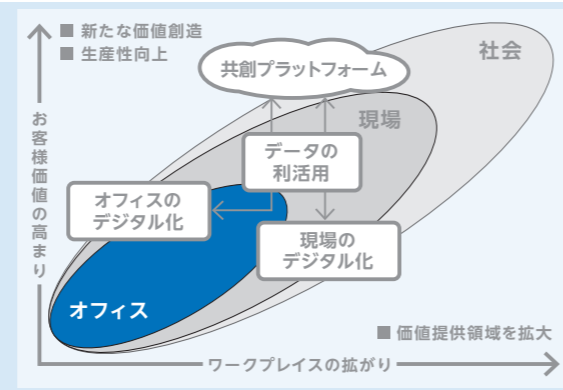 ■ 新たな価値創造
■ 生産性向上
社会
共創プラットフォーム
現場
お客様価値の高まり
データの
利活用
オフィスの
デジタル化
現場の
デジタル化
オフィス
■ 価値提供領域を拡大
ワークプレイスの拡がり